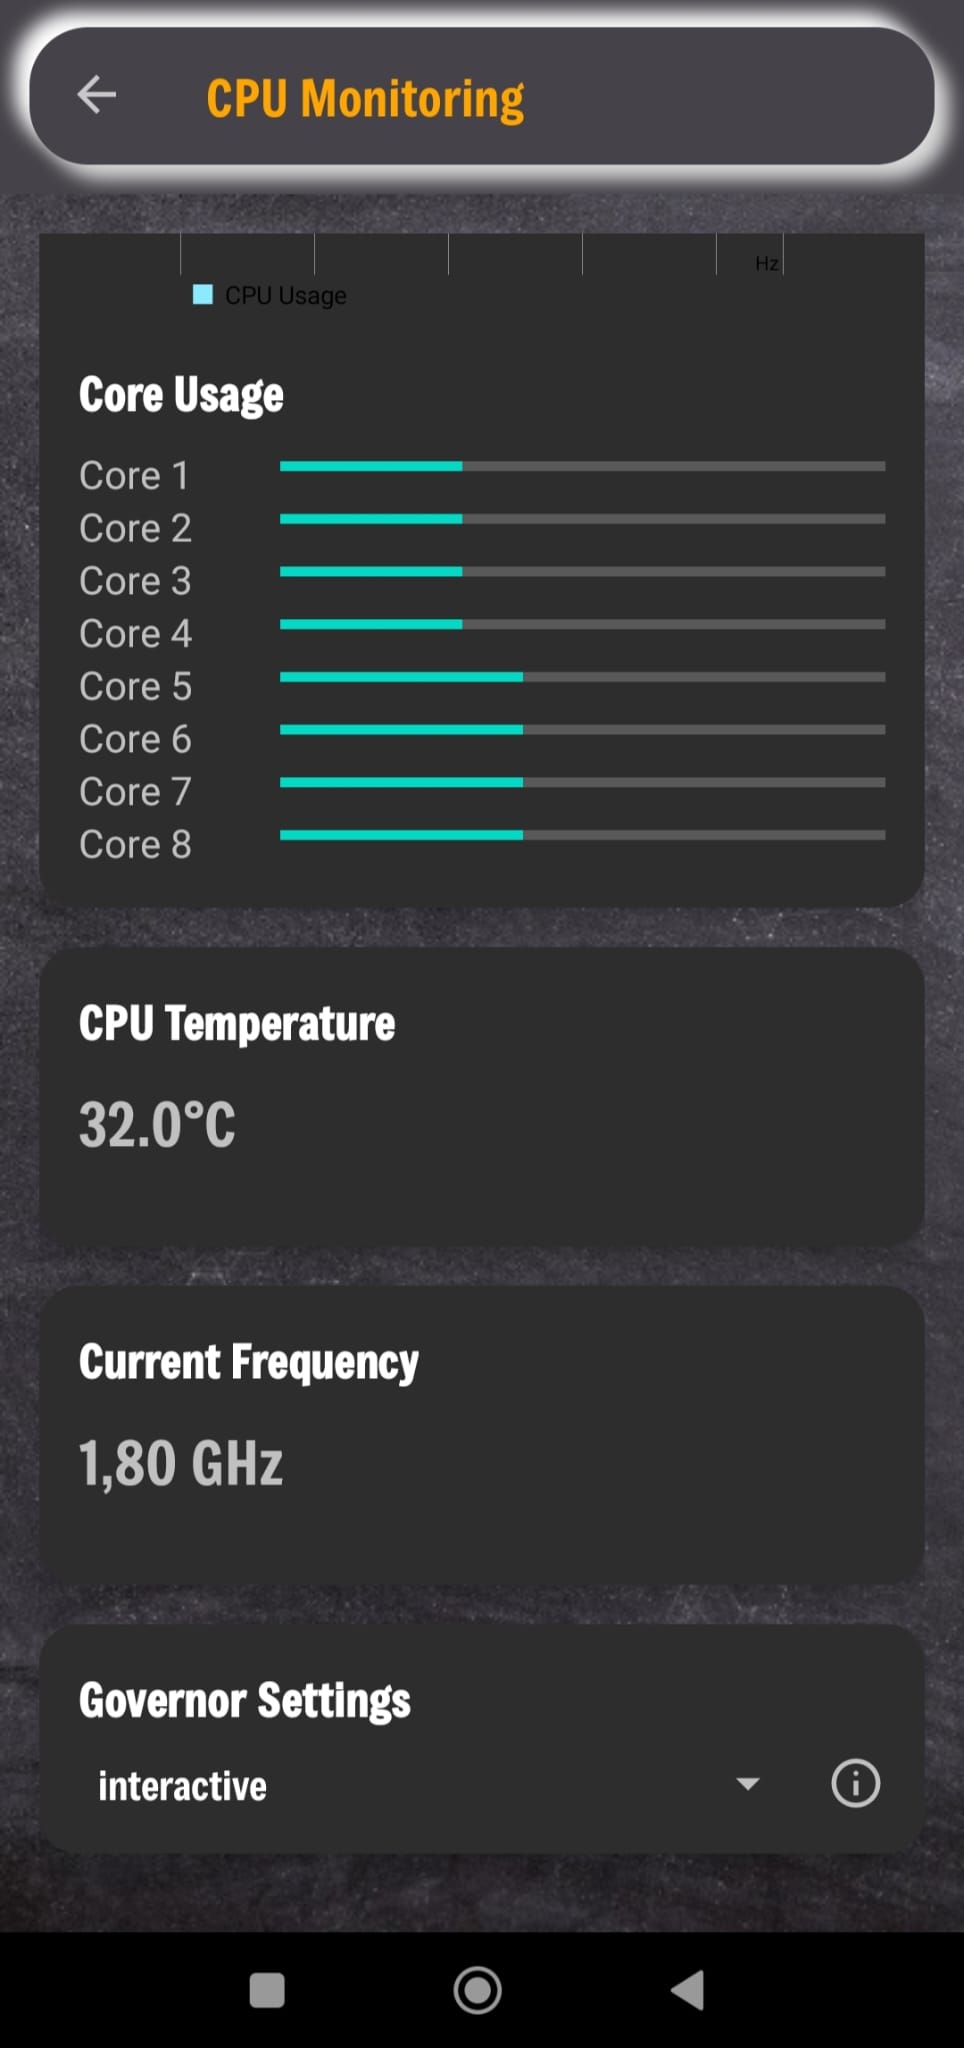 CPU Monitoring
Hz
CPU Usage
Core Usage
Core 1
Core 2
Core 3
Core 4
Core 5
Core 6
Core 7
Core 8
CPU Temperature
32.0°C
Current Frequency
1,80 GHz
Governor Settings
interactive